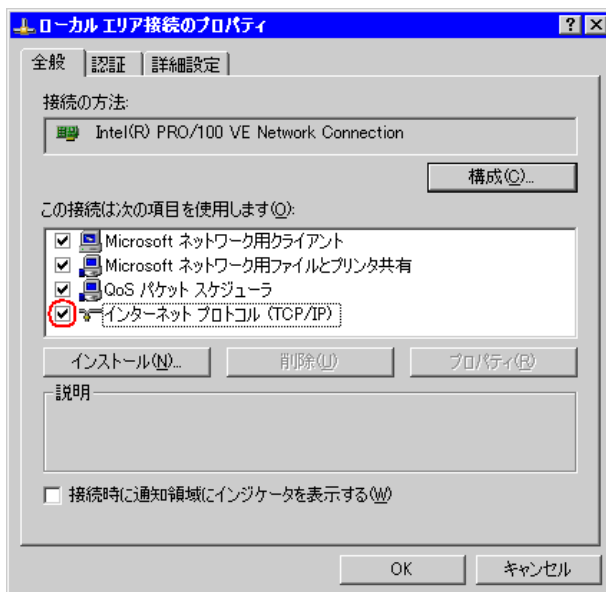 ローカル エリア接続のプロパティ
全般 認証 詳細設定
接続の方法:
Intel(R) PRO/100 VE Network Connection
構成(C)...
この接続は次の項目を使用します(O):
Microsoft ネットワーク用クライアント
Microsoft ネットワーク用ファイルとプリンタ共有
QoS パケット スケジューラ
インターネット プロトコル (TCP/IP)
インストール(N)... 削除(U) プロパティ(R)
説明
接続時に通知領域にインジケータを表示する(W)
OK キャンセル